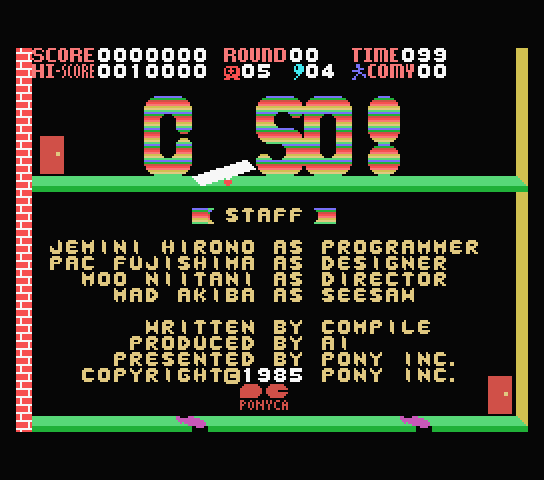 SCORE0000000 ROUND00 TIME099
HI-SCORE0010000 05 04 COMY00
C_SO!
STAFF
JEMINI HIRONO AS PROGRAMMER
PAC FUJISHIMA AS DESIGNER
MOO NIITANI AS DIRECTOR
MAD AKIBA AS SEESAW
WRITTEN BY COMPILE
PRODUCED BY AI
PRESENTED BY PONY INC.
COPYRIGHT©1985 PONY INC.
PONYCA